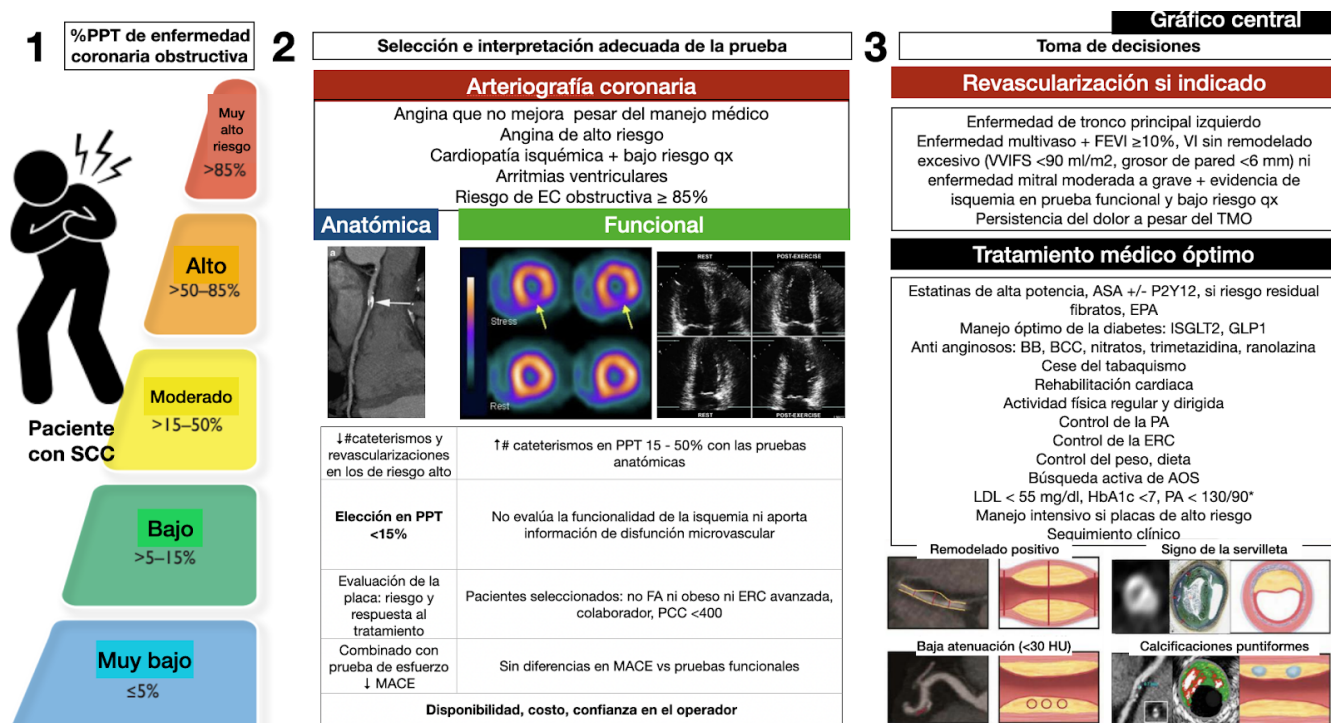 Gráfico central
1
%PPT de enfermedad
coronaria obstructiva
Muy
alto
riesgo
>85%
Alto
>50–85%
Moderado
>15–50%
Paciente
con SCC
Bajo
>5–15%
Muy bajo
≤5%
2
Selección e interpretación adecuada de la prueba
Arteriografía coronaria
Angina que no mejora pesar del manejo médico
Angina de alto riesgo
Cardiopatía isquémica + bajo riesgo qx
Arritmias ventriculares
Riesgo de EC obstructiva ≥ 85%
Anatómica
Funcional
a
Stress
Rest
REST
POST-EXERCISE
REST
POST-EXERCISE
↓#cateterismos y
revascularizaciones
en los de riesgo alto
↑# cateterismos en PPT 15 - 50% con las pruebas
anatómicas
Elección en PPT
<15%
No evalúa la funcionalidad de la isquemia ni aporta
información de disfunción microvascular
Evaluación de la
placa: riesgo y
respuesta al
tratamiento
Pacientes seleccionados: no FA ni obeso ni ERC avanzada,
colaborador, PCC <400
Combinado con
prueba de esfuerzo
↓ MACE
Sin diferencias en MACE vs pruebas funcionales
Disponibilidad, costo, confianza en el operador
3
Toma de decisiones
Revascularización si indicado
Enfermedad de tronco principal izquierdo
Enfermedad multivaso + FEVI ≥10%, VI sin remodelado
excesivo (VVIFS <90 ml/m2, grosor de pared <6 mm) ni
enfermedad mitral moderada a grave + evidencia de
isquemia en prueba funcional y bajo riesgo qx
Persistencia del dolor a pesar del TMO
Tratamiento médico óptimo
Estatinas de alta potencia, ASA +/- P2Y12, si riesgo residual
fibratos, EPA
Manejo óptimo de la diabetes: ISGLT2, GLP1
Anti anginosos: BB, BCC, nitratos, trimetazidina, ranolazina
Cese del tabaquismo
Rehabilitación cardiaca
Actividad física regular y dirigida
Control de la PA
Control de la ERC
Control del peso, dieta
Búsqueda activa de AOS
LDL < 55 mg/dl, HbA1c <7, PA < 130/90*
Manejo intensivo si placas de alto riesgo
Seguimiento clínico
Remodelado positivo
Signo de la servilleta
Baja atenuación (<30 HU)
Calcificaciones puntiformes